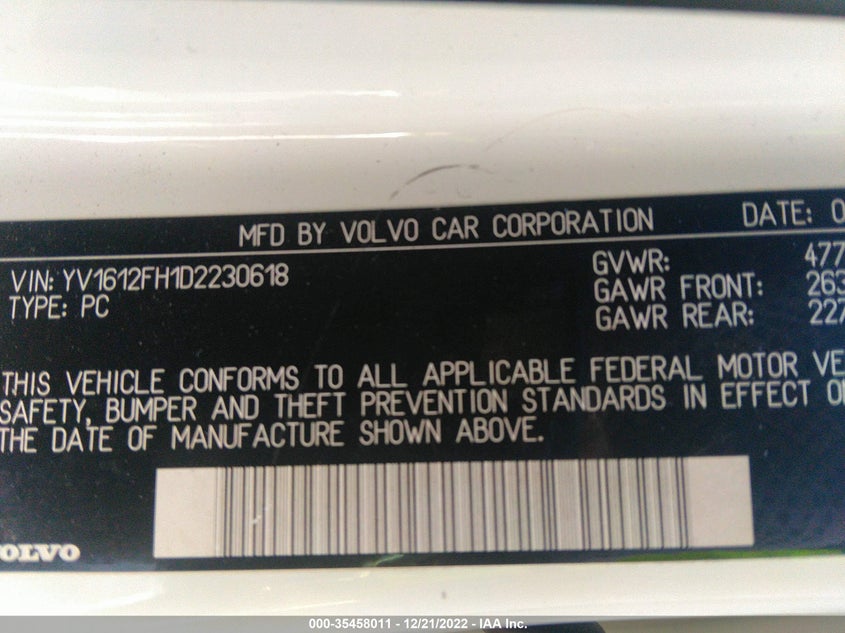 MFD BY VOLVO CAR CORPORATION DATE: 0
VIN: YV1612FH1D2230618 GVWR: 477
TYPE: PC GAWR FRONT: 263
GAWR REAR: 227
THIS VEHICLE CONFORMS TO ALL APPLICABLE FEDERAL MOTOR VE
SAFETY, BUMPER AND THEFT PREVENTION STANDARDS IN EFFECT O
THE DATE OF MANUFACTURE SHOWN ABOVE.
VOLVO
000-35458011 - 12/21/2022 - IAA Inc.